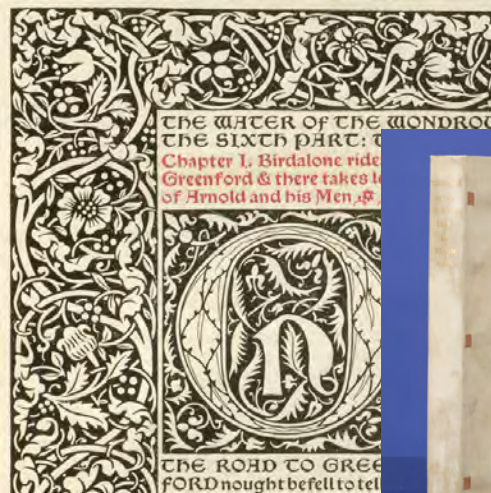 THE WATER OF THE WONDROU
THE SIXTH PART: T
Chapter I. Birdalone ride
Greenford & there takes l
of Arnold and his Men
On
THE ROAD TO GREE
FORD nought befell to tel